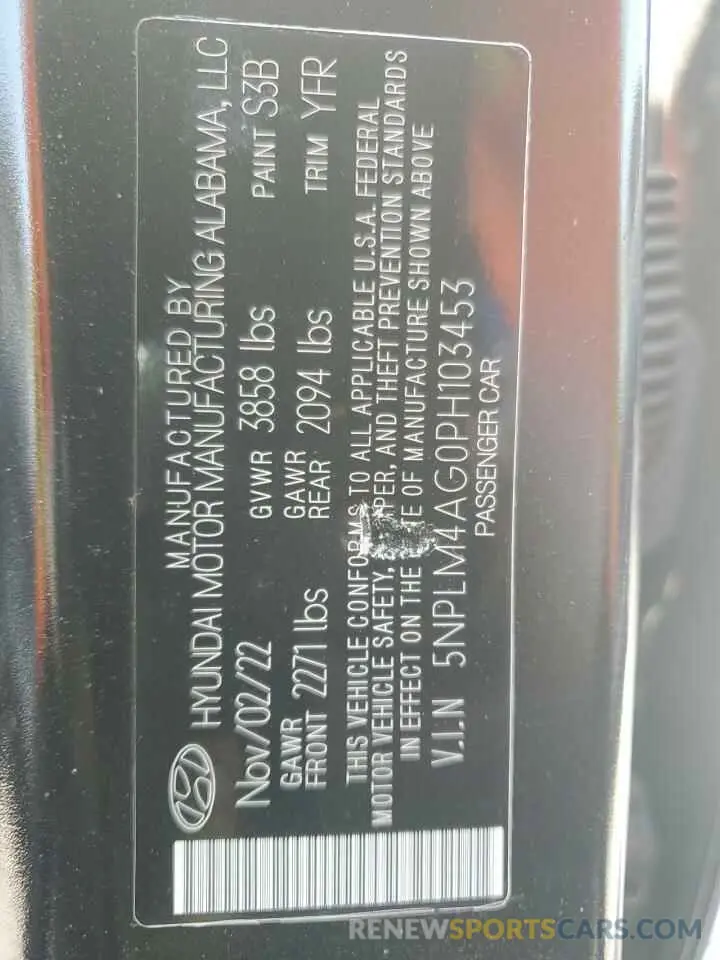 MANUFACTURED BY
HYUNDAI MOTOR MANUFACTURING ALABAMA, LLC
Nov/02/22 GVWR 3858 lbs PAINT S3B
GAWR FRONT 2271 lbs GAWR REAR 2094 lbs TRIM YFR
THIS VEHICLE CONFORMS TO ALL APPLICABLE U.S.A. FEDERAL
MOTOR VEHICLE SAFETY, PER, AND THEFT PREVENTION STANDARDS
IN EFFECT ON THE E OF MANUFACTURE SHOWN ABOVE
V.I.N 5NPLM4AG0PH103453
PASSENGER CAR
RENEWSPORTSCARS.COM